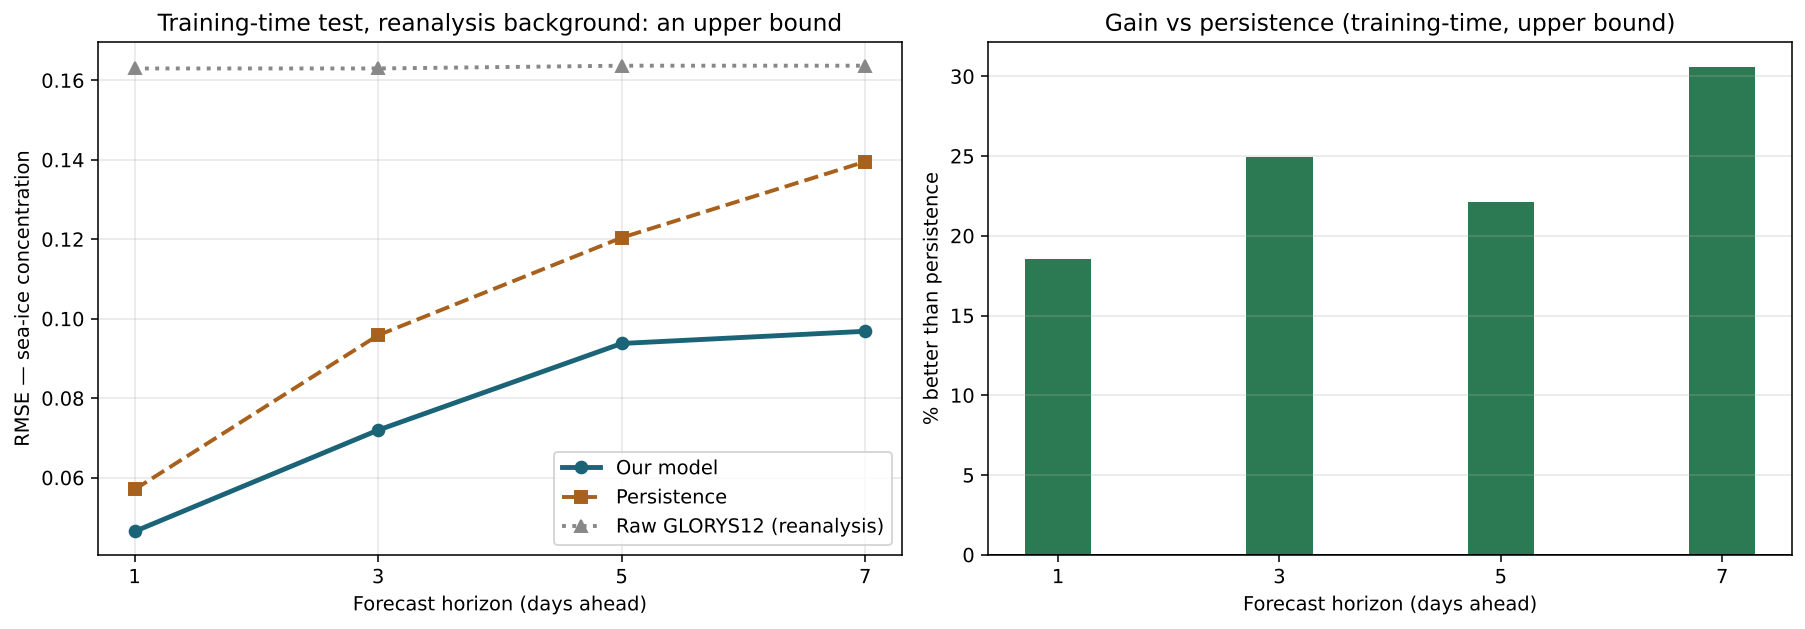 Training-time test, reanalysis background: an upper bound
RMSE — sea-ice concentration
0.16
0.14
0.12
0.10
0.08
0.06
Our model
Persistence
Raw GLORYS12 (reanalysis)
1 3 5 7
Forecast horizon (days ahead)
Gain vs persistence (training-time, upper bound)
% better than persistence
30
25
20
15
10
5
0
1 3 5 7
Forecast horizon (days ahead)